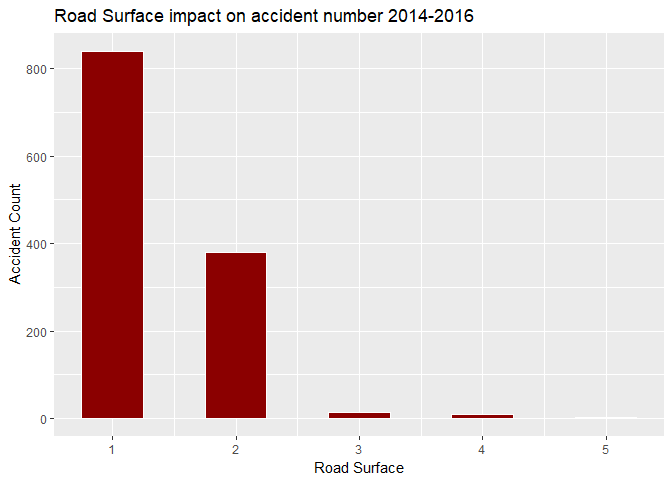 Road Surface impact on accident number 2014-2016
Accident Count
800
600
400
200
0
1 2 3 4 5
Road Surface